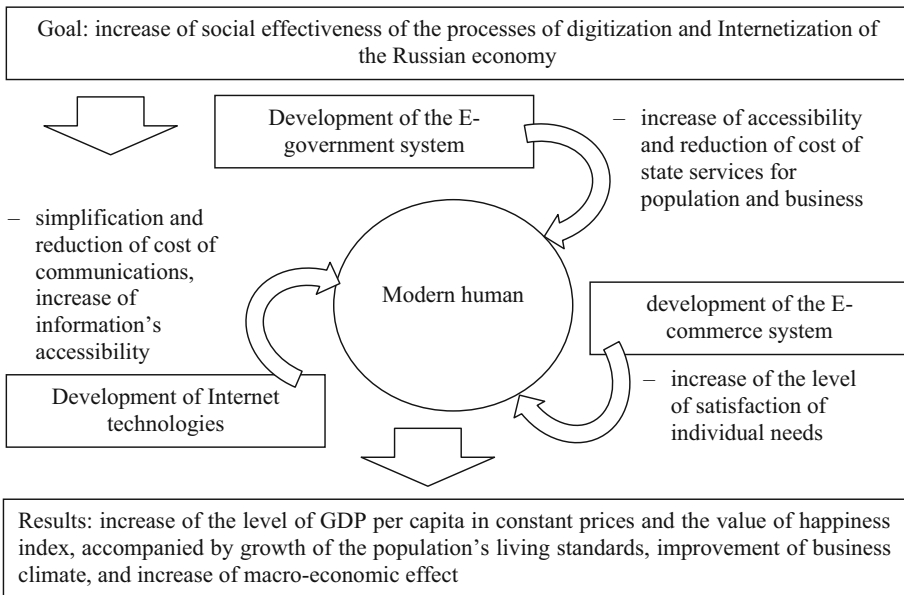 Goal: increase of social effectiveness of the processes of digitization and Internetization of
the Russian economy
Development of the E-
government system
– increase of accessibility
and reduction of cost of
state services for
population and business
– simplification and
reduction of cost of
communications,
increase of
information’s
accessibility
Modern human
development of the E-
commerce system
Development of Internet
technologies
– increase of the level
of satisfaction of
individual needs
Results: increase of the level of GDP per capita in constant prices and the value of happiness
index, accompanied by growth of the population’s living standards, improvement of business
climate, and increase of macro-economic effect